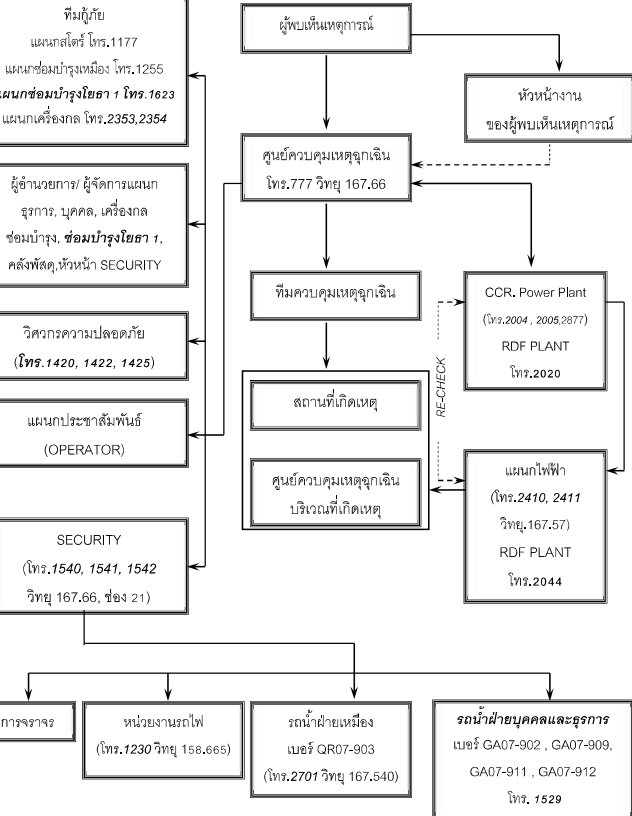 ทีมกู้ภัย
แผนกสโตร์ โทร.1177
แผนกซ่อมบำรุงเหมือง โทร.1255
แผนกซ่อมบำรุงโยธา 1 โทร.1623
แผนกเครื่องกล โทร.2353,2354
ผู้อำนวยการ/ ผู้จัดการแผนก
ธุรการ, บุคคล, เครื่องกล
ซ่อมบำรุง, ซ่อมบำรุงโยธา 1,
คลังพัสดุ,หัวหน้า SECURITY
วิศวกรความปลอดภัย
(โทร.1420, 1422, 1425)
แผนกประชาสัมพันธ์
(OPERATOR)
SECURITY
(โทร.1540, 1541, 1542
วิทยุ 167.66, ช่อง 21)
ผู้พบเห็นเหตุการณ์
หัวหน้างาน
ของผู้พบเห็นเหตุการณ์
ศูนย์ควบคุมเหตุฉุกเฉิน
โทร.777 วิทยุ 167.66
ทีมควบคุมเหตุฉุกเฉิน
สถานที่เกิดเหตุ
ศูนย์ควบคุมเหตุฉุกเฉิน
บริเวณที่เกิดเหตุ
RE-CHECK
CCR. Power Plant
(โทร.2004 , 2005,2877)
RDF PLANT
โทร.2020
แผนกไฟฟ้า
(โทร.2410, 2411
วิทยุ.167.57)
RDF PLANT
โทร.2044
การจราจร
หน่วยงานรถไฟ
(โทร.1230 วิทยุ 158.665)
รถน้ำฝ่ายเหมือง
เบอร์ QR07-903
(โทร.2701 วิทยุ 167.540)
รถน้ำฝ่ายบุคคลและธุรการ
เบอร์ GA07-902 , GA07-909,
GA07-911 , GA07-912
โทร. 1529